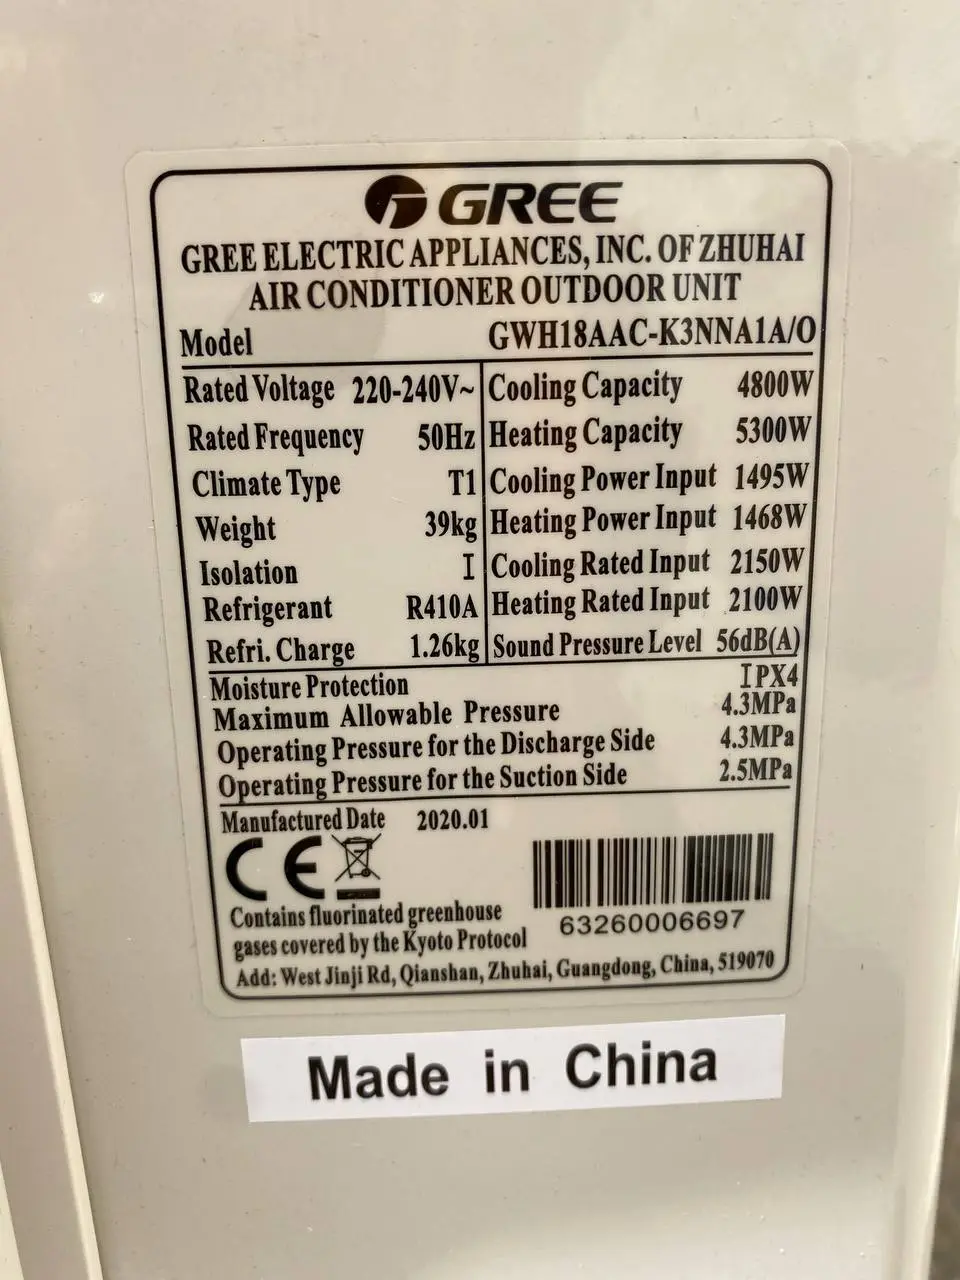 GREE
GREE ELECTRIC APPLIANCES, INC. OF ZHUHAI
AIR CONDITIONER OUTDOOR UNIT
Model GWH18AAC-K3NNA1A/O
Rated Voltage 220-240V~ Cooling Capacity 4800W
Rated Frequency 50Hz Heating Capacity 5300W
Climate Type T1 Cooling Power Input 1495W
Weight 39kg Heating Power Input 1468W
Isolation I Cooling Rated Input 2150W
Refrigerant R410A Heating Rated Input 2100W
Refri. Charge 1.26kg Sound Pressure Level 56dB(A)
Moisture Protection IPX4
Maximum Allowable Pressure 4.3MPa
Operating Pressure for the Discharge Side 4.3MPa
Operating Pressure for the Suction Side 2.5MPa
Manufactured Date 2020.01
CE
Contains fluorinated greenhouse
gases covered by the Kyoto Protocol
63260006697
Add: West Jinji Rd, Qianshan, Zhuhai, Guangdong, China, 519070
Made in China